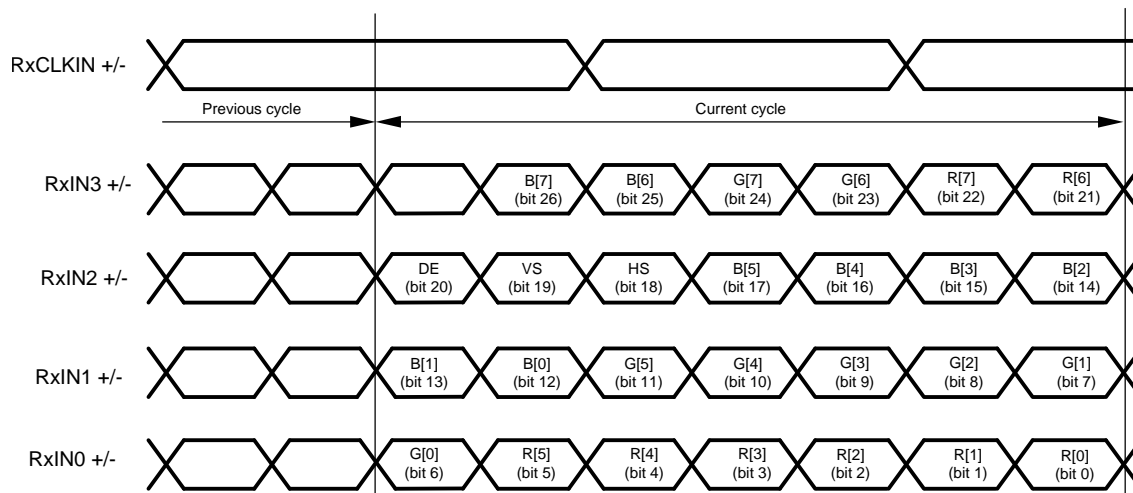 RxCLKIN +/-
Previous cycle Current cycle
RxIN3 +/- B[7] B[6] G[7] G[6] R[7] R[6]
(bit 26) (bit 25) (bit 24) (bit 23) (bit 22) (bit 21)
RxIN2 +/- DE VS HS B[5] B[4] B[3] B[2]
(bit 20) (bit 19) (bit 18) (bit 17) (bit 16) (bit 15) (bit 14)
RxIN1 +/- B[1] B[0] G[5] G[4] G[3] G[2] G[1]
(bit 13) (bit 12) (bit 11) (bit 10) (bit 9) (bit 8) (bit 7)
RxIN0 +/- G[0] R[5] R[4] R[3] R[2] R[1] R[0]
(bit 6) (bit 5) (bit 4) (bit 3) (bit 2) (bit 1) (bit 0)